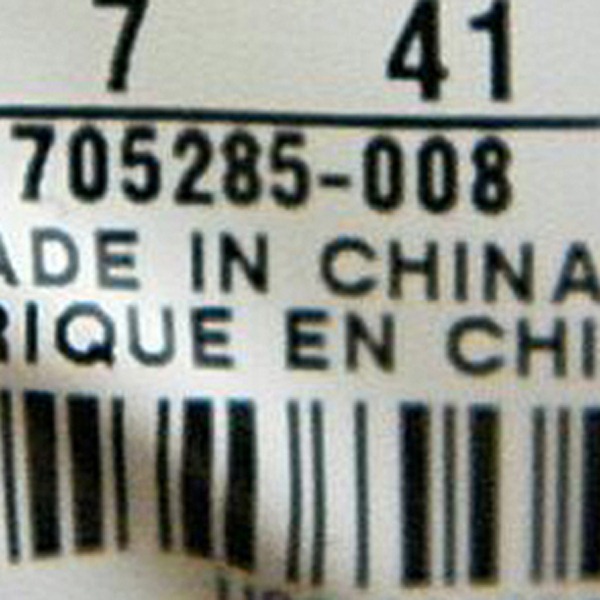 7 41
705285-008
ADE IN CHINA
RIQUE EN CHI